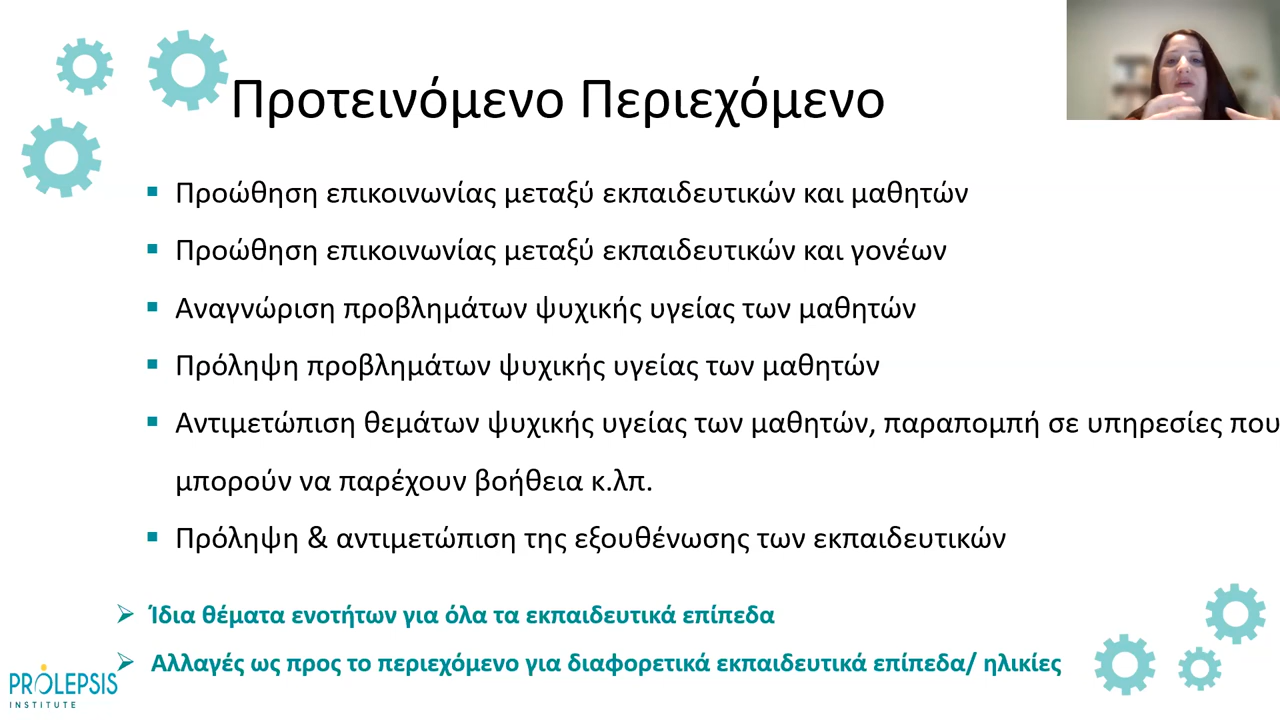 Προτεινόμενο Περιεχόμενο
Προώθηση επικοινωνίας μεταξύ εκπαιδευτικών και μαθητών
Προώθηση επικοινωνίας μεταξύ εκπαιδευτικών και γονέων
Αναγνώριση προβλημάτων ψυχικής υγείας των μαθητών
Πρόληψη προβλημάτων ψυχικής υγείας των μαθητών
Αντιμετώπιση θεμάτων ψυχικής υγείας των μαθητών, παραπομπή σε υπηρεσίες που
μπορούν να παρέχουν βοήθεια κ.λπ.
Πρόληψη & αντιμετώπιση της εξουθένωσης των εκπαιδευτικών
Ίδια θέματα ενοτήτων για όλα τα εκπαιδευτικά επίπεδα
Αλλαγές ως προς το περιεχόμενο για διαφορετικά εκπαιδευτικά επίπεδα/ ηλικίες
PROLEPSIS
INSTITUTE